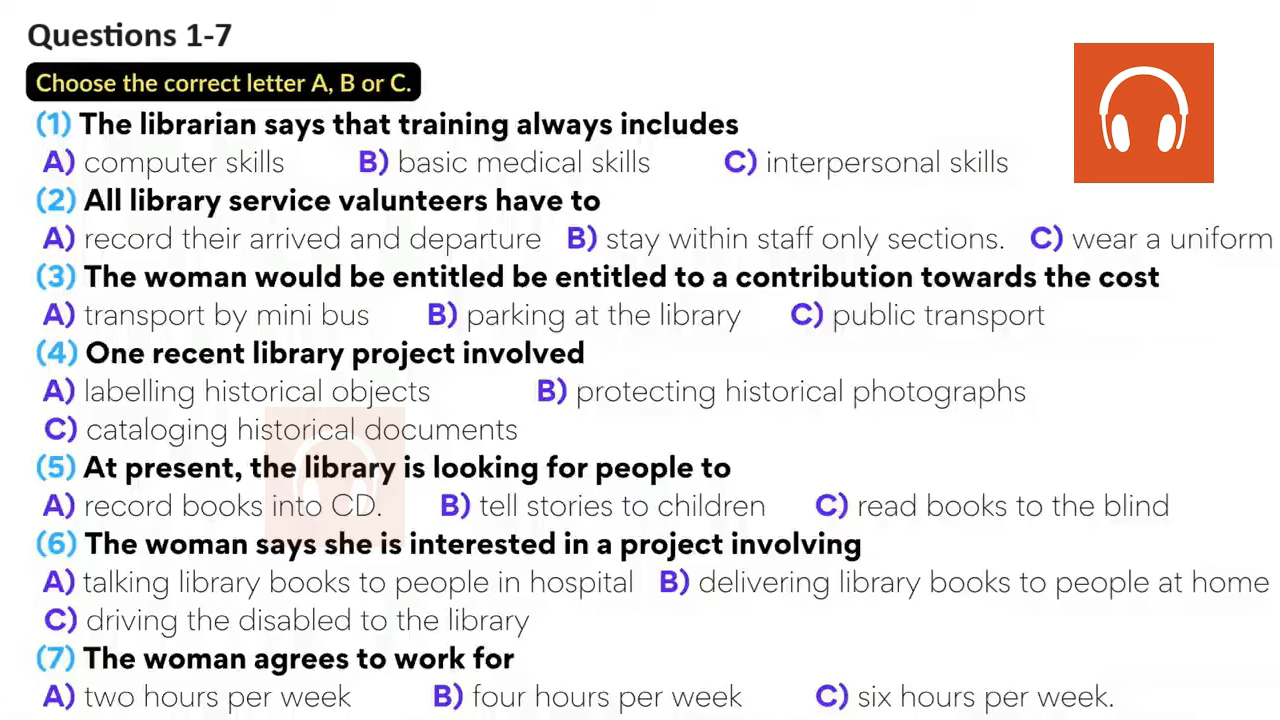 Questions 1-7
Choose the correct letter A, B or C.
(1) The librarian says that training always includes
A) computer skills B) basic medical skills C) interpersonal skills
(2) All library service valunteers have to
A) record their arrived and departure B) stay within staff only sections. C) wear a uniform
(3) The woman would be entitled be entitled to a contribution towards the cost
A) transport by mini bus B) parking at the library C) public transport
(4) One recent library project involved
A) labelling historical objects B) protecting historical photographs
C) cataloging historical documents
(5) At present, the library is looking for people to
A) record books into CD. B) tell stories to children C) read books to the blind
(6) The woman says she is interested in a project involving
A) talking library books to people in hospital B) delivering library books to people at home
C) driving the disabled to the library
(7) The woman agrees to work for
A) two hours per week B) four hours per week C) six hours per week.